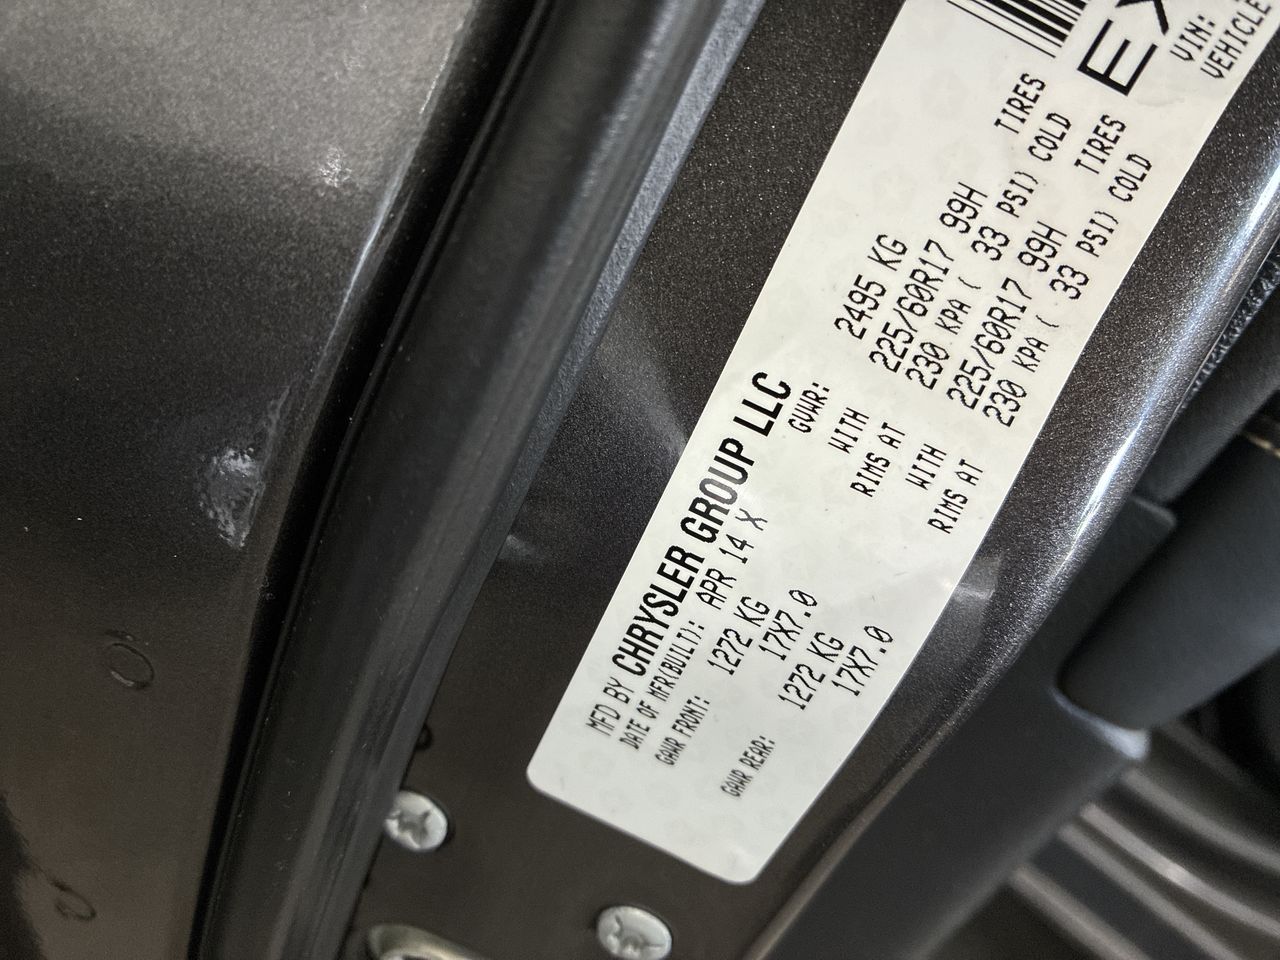 MFD BY CHRYSLER GROUP LLC
DATE OF MFR(BUILT): APR 14 X GVWR: 2495 KG
GAWR FRONT: 1272 KG WITH 225/60R17 99H TIRES
17X7.0 RIMS AT 230 KPA ( 33 PSI) COLD
GAWR REAR: 1272 KG WITH 225/60R17 99H TIRES
17X7.0 RIMS AT 230 KPA ( 33 PSI) COLD
EX
VIN:
VEHICLE